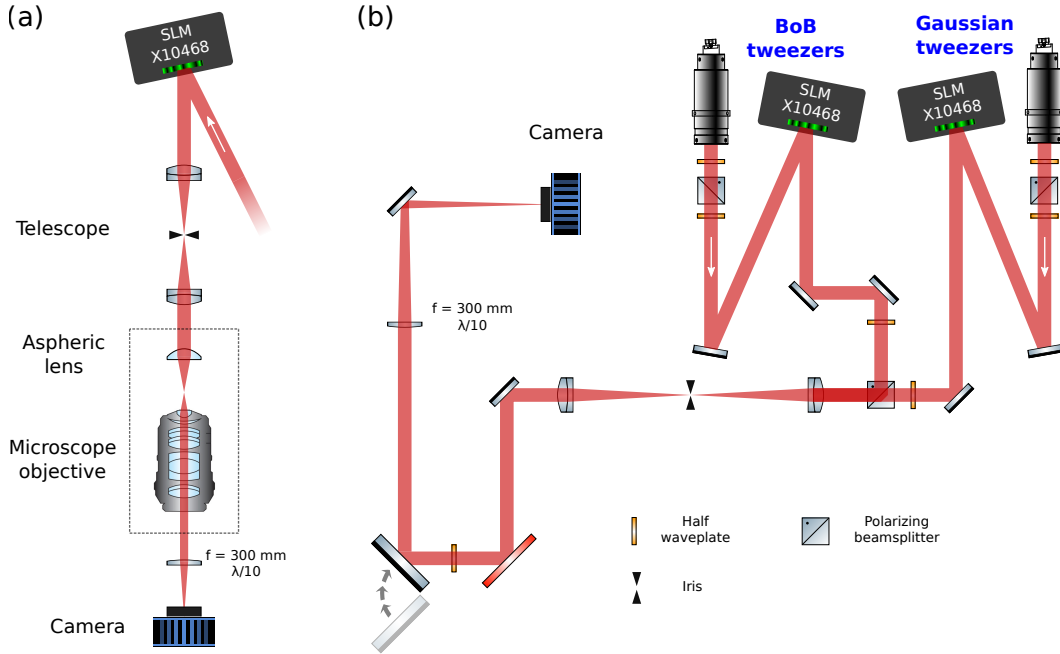 (a)
SLM
X10468
Telescope
Aspheric
lens
Microscope
objective
f = 300 mm
λ/10
Camera
(b)
BoB
tweezers
Gaussian
tweezers
SLM
X10468
SLM
X10468
Camera
f = 300 mm
λ/10
Half
waveplate
Polarizing
beamsplitter
Iris